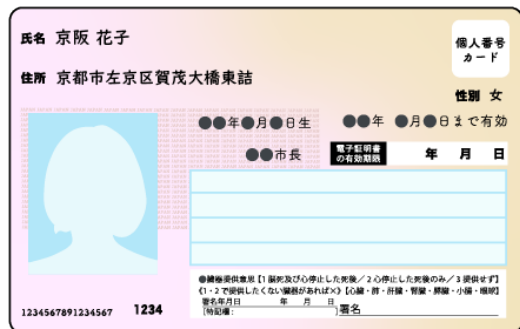 氏名 京阪 花子
個人番号
カード
住所 京都市左京区賀茂大橋東詰
性別 女
●●年●月●日生 ●●年 ●月●日まで有効
●●市長 電子証明書の有効期限 年 月 日
●臓器提供意思【1 脳死及び心停止した死後／2 心停止した死後のみ／3 提供せず】
《1・2で提供したくない臓器があれば×》【心臓・肺・肝臓・腎臓・膵臓・小腸・眼球】
署名年月日 年 月 日
[特記欄: ]署名
1234567891234567 1234